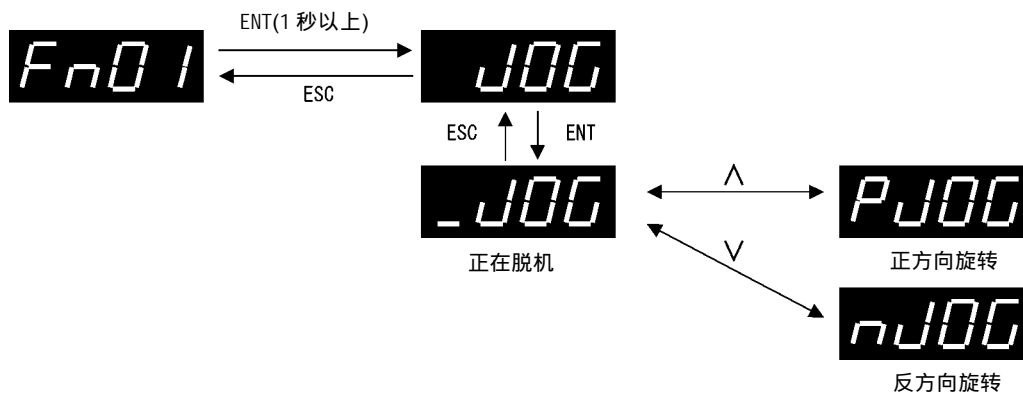 ENT(1秒以上)
Fn01
JOG
ESC
ESC
ENT
_JOG
正在脱机
∧
PJOG
正方向旋转
∨
nJOG
反方向旋转